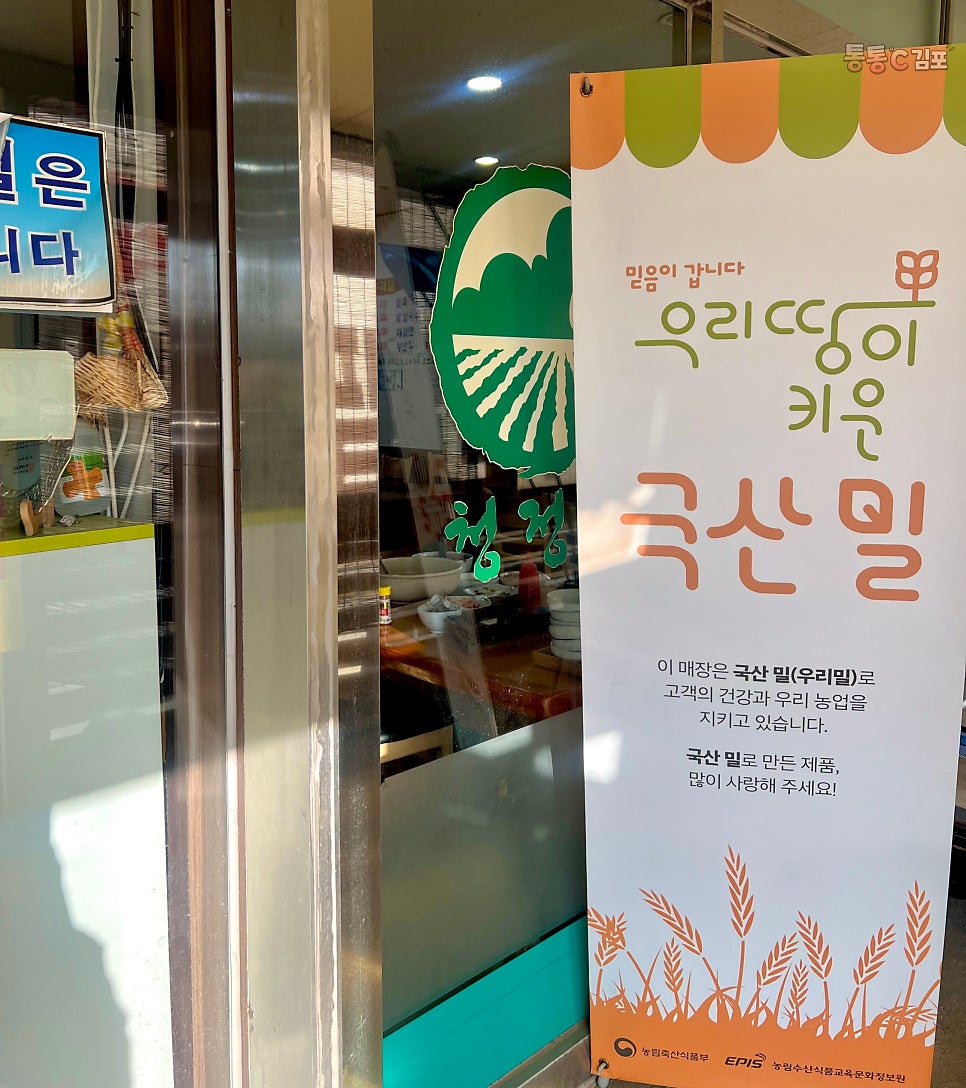 통통°C 김포
은
니다
청정
믿음이 갑니다
우리땅이
키운
국산밀
이 매장은 국산 밀(우리밀)로
고객의 건강과 우리 농업을
지키고 있습니다.
국산 밀로 만든 제품,
많이 사랑해 주세요!
농림축산식품부
EPIS 농림수산식품교육문화정보원